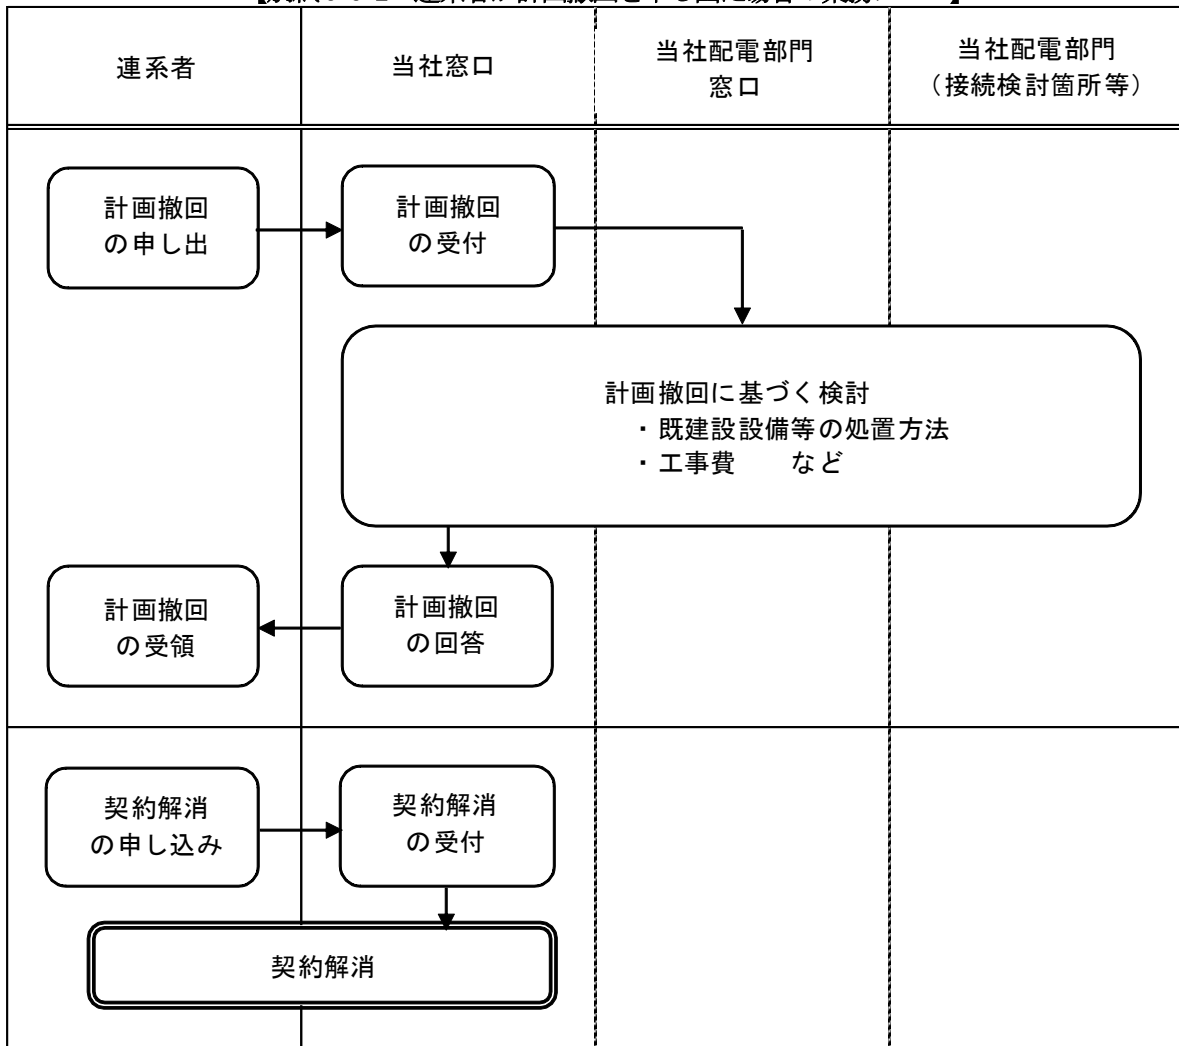 連系者
当社窓口
当社配電部門
窓口
当社配電部門
（接続検討箇所等）
計画撤回
の申し出
計画撤回
の受付
計画撤回に基づく検討
・既建設設備等の処置方法
・工事費　　など
計画撤回
の受領
計画撤回
の回答
契約解消
の申し込み
契約解消
の受付
契約解消